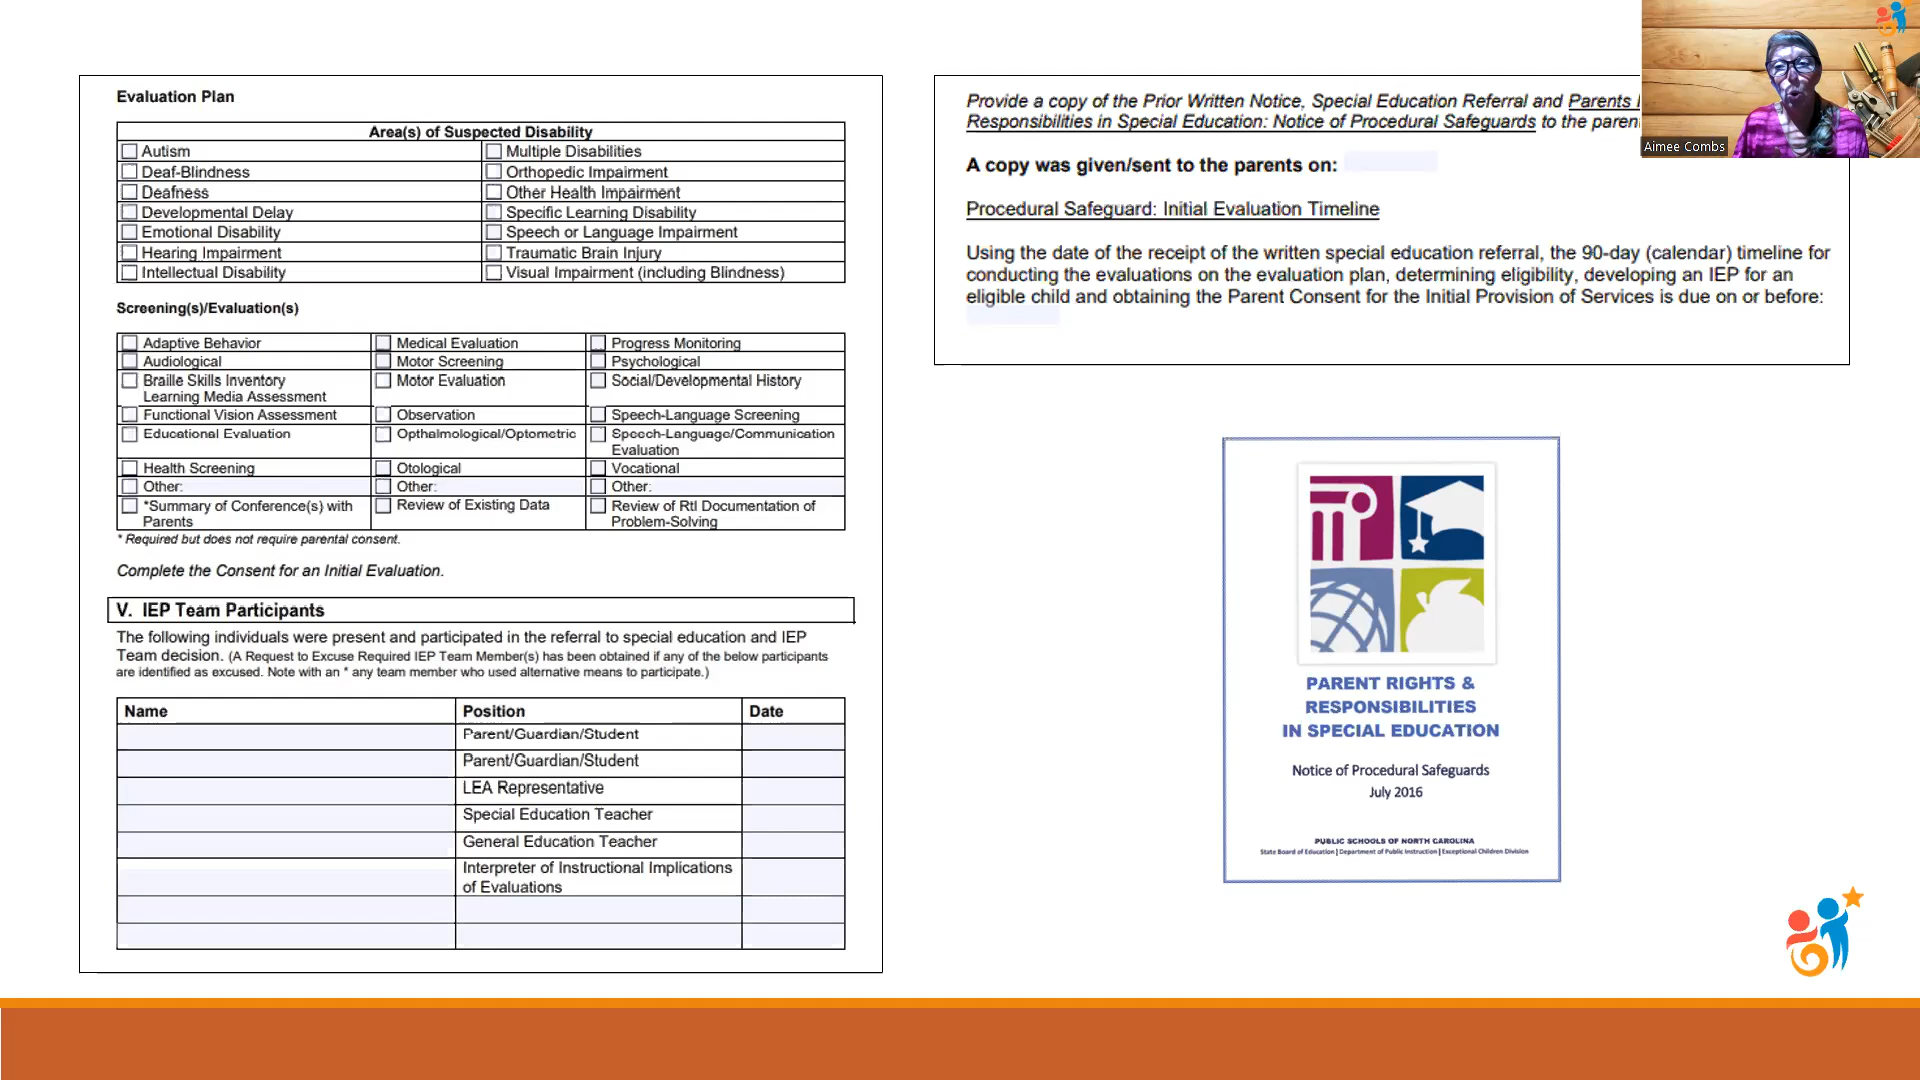 Evaluation Plan
Area(s) of Suspected Disability
Autism
Multiple Disabilities
Deaf-Blindness
Orthopedic Impairment
Deafness
Other Health Impairment
Developmental Delay
Specific Learning Disability
Emotional Disability
Speech or Language Impairment
Hearing Impairment
Traumatic Brain Injury
Intellectual Disability
Visual Impairment (including Blindness)
Screening(s)/Evaluation(s)
Adaptive Behavior
Medical Evaluation
Progress Monitoring
Audiological
Motor Screening
Psychological
Braille Skills Inventory
Learning Media Assessment
Motor Evaluation
Social/Developmental History
Functional Vision Assessment
Observation
Speech-Language Screening
Educational Evaluation
Opthalmological/Optometric
Speech-Language/Communication
Evaluation
Health Screening
Otological
Vocational
Other:
Other:
Other:
*Summary of Conference(s) with
Parents
Review of Existing Data
Review of RtI Documentation of
Problem-Solving
* Required but does not require parental consent.
Complete the Consent for an Initial Evaluation.
V. IEP Team Participants
The following individuals were present and participated in the referral to special education and IEP
Team decision. (A Request to Excuse Required IEP Team Member(s) has been obtained if any of the below participants
are identified as excused. Note with an * any team member who used alternative means to participate.)
Name Position Date
Parent/Guardian/Student
Parent/Guardian/Student
LEA Representative
Special Education Teacher
General Education Teacher
Interpreter of Instructional Implications
of Evaluations
Provide a copy of the Prior Written Notice, Special Education Referral and Parents
Responsibilities in Special Education: Notice of Procedural Safeguards to the paren
A copy was given/sent to the parents on:
Procedural Safeguard: Initial Evaluation Timeline
Using the date of the receipt of the written special education referral, the 90-day (calendar) timeline for
conducting the evaluations on the evaluation plan, determining eligibility, developing an IEP for an
eligible child and obtaining the Parent Consent for the Initial Provision of Services is due on or before:
Aimee Combs
PARENT RIGHTS &
RESPONSIBILITIES
IN SPECIAL EDUCATION
Notice of Procedural Safeguards
July 2016
PUBLIC SCHOOLS OF NORTH CAROLINA
State Board of Education | Department of Public Instruction | Exceptional Children Division